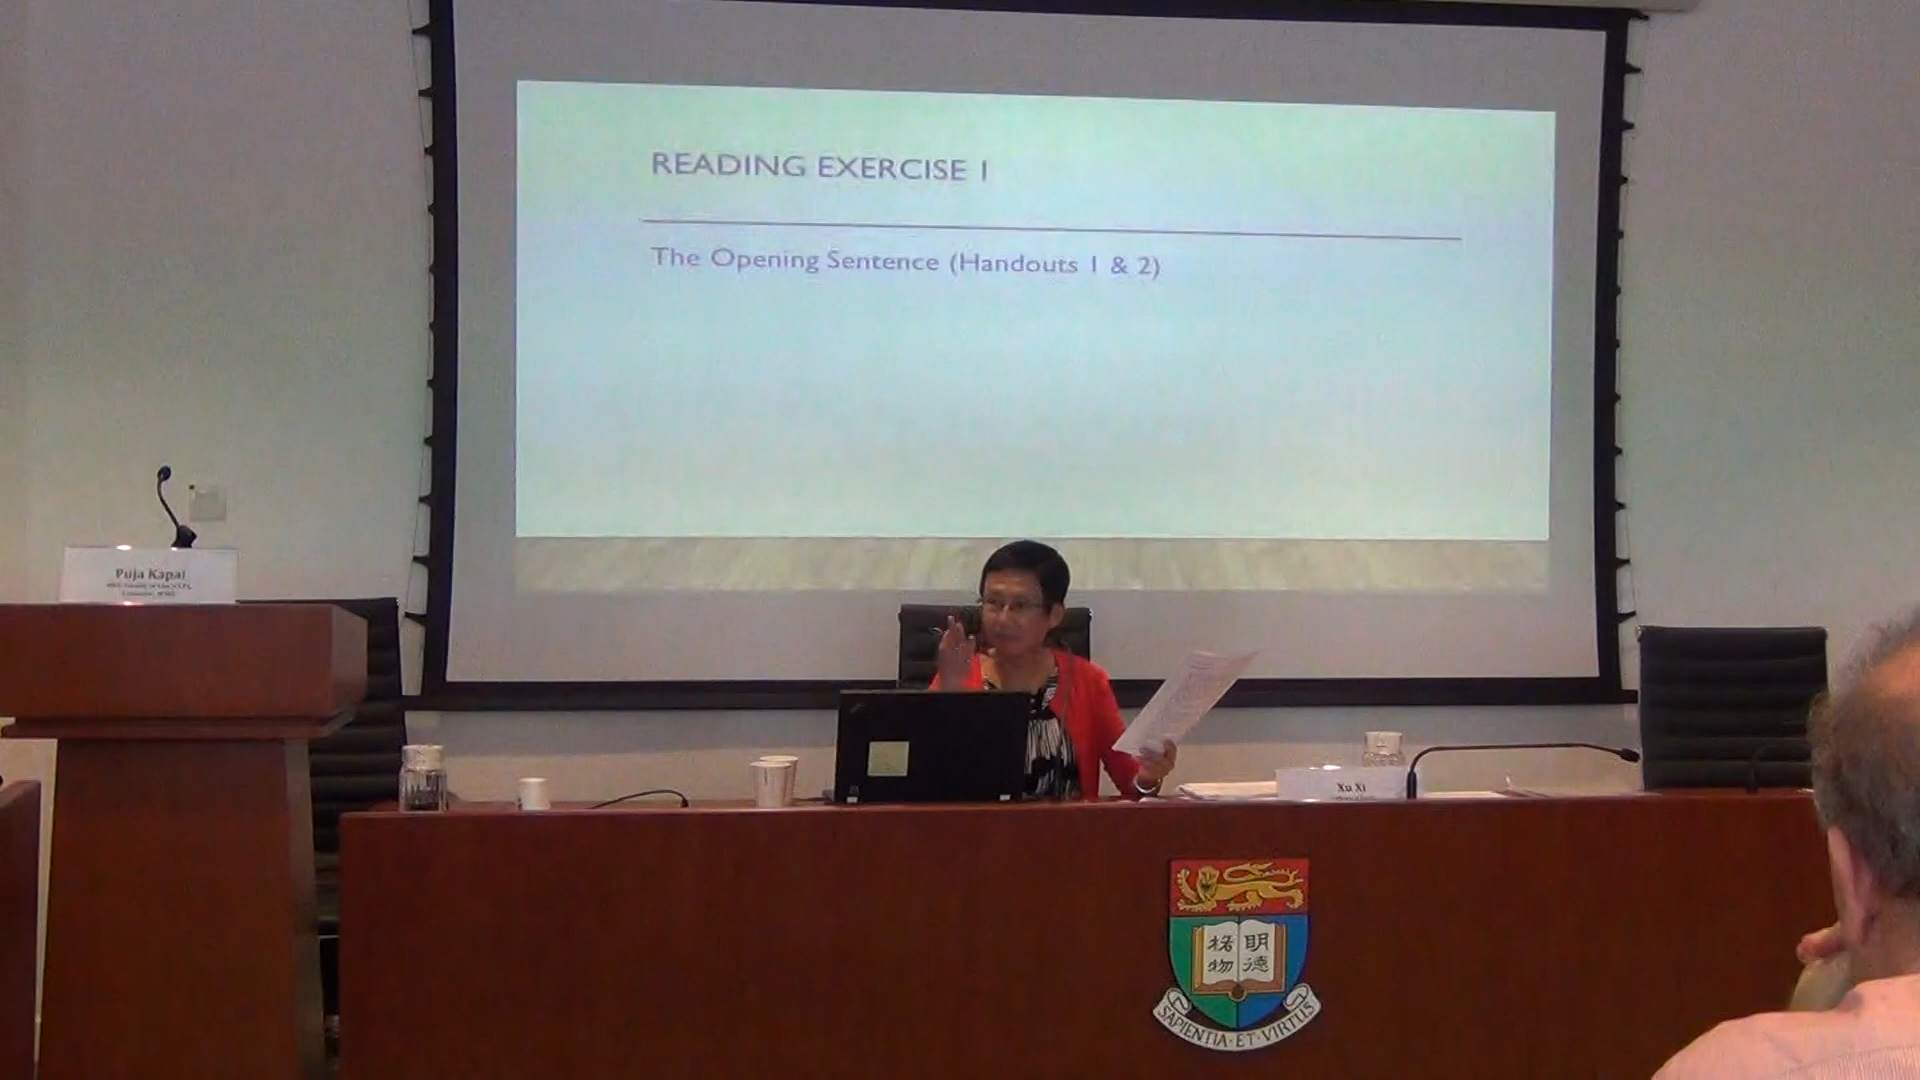 READING EXERCISE 1
The Opening Sentence (Handouts 1 & 2)
Puja Kapai
Xu Xi
明德
格物
SAPIENTIA·ET·VIRTUS